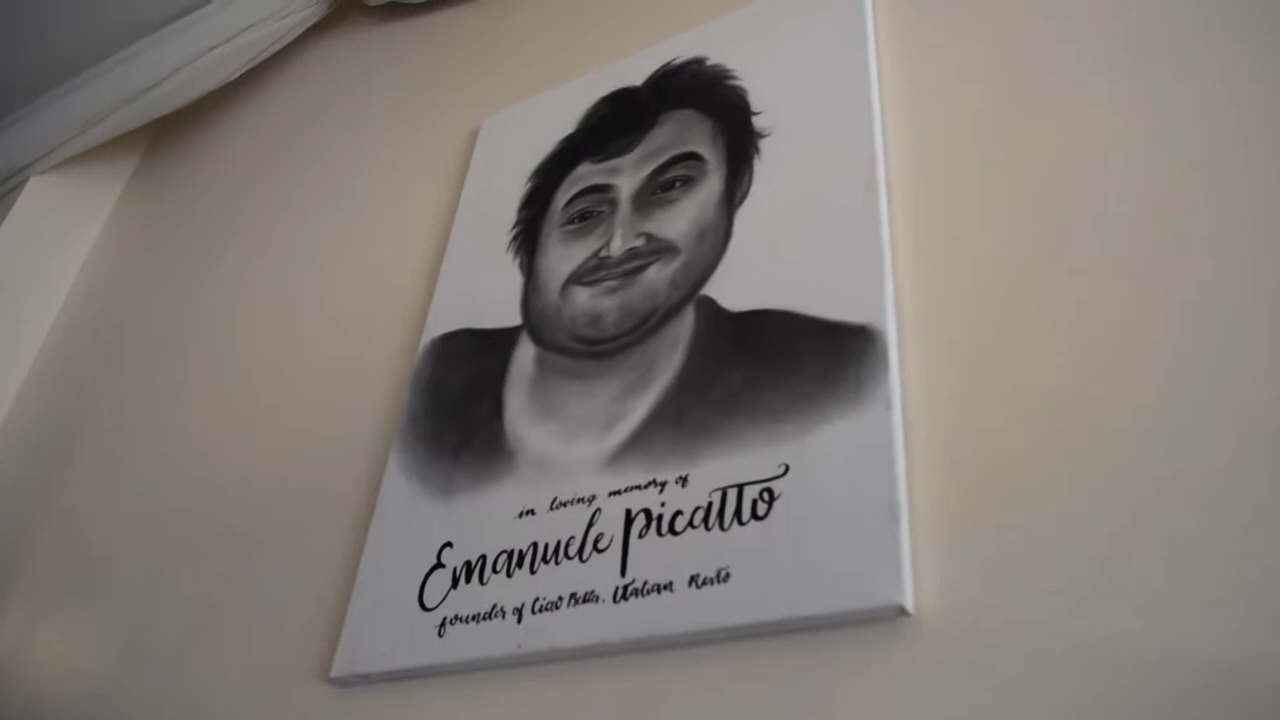 in loving memory of
Emanuele Picatto
founder of Ciao Bella, Italian Resto